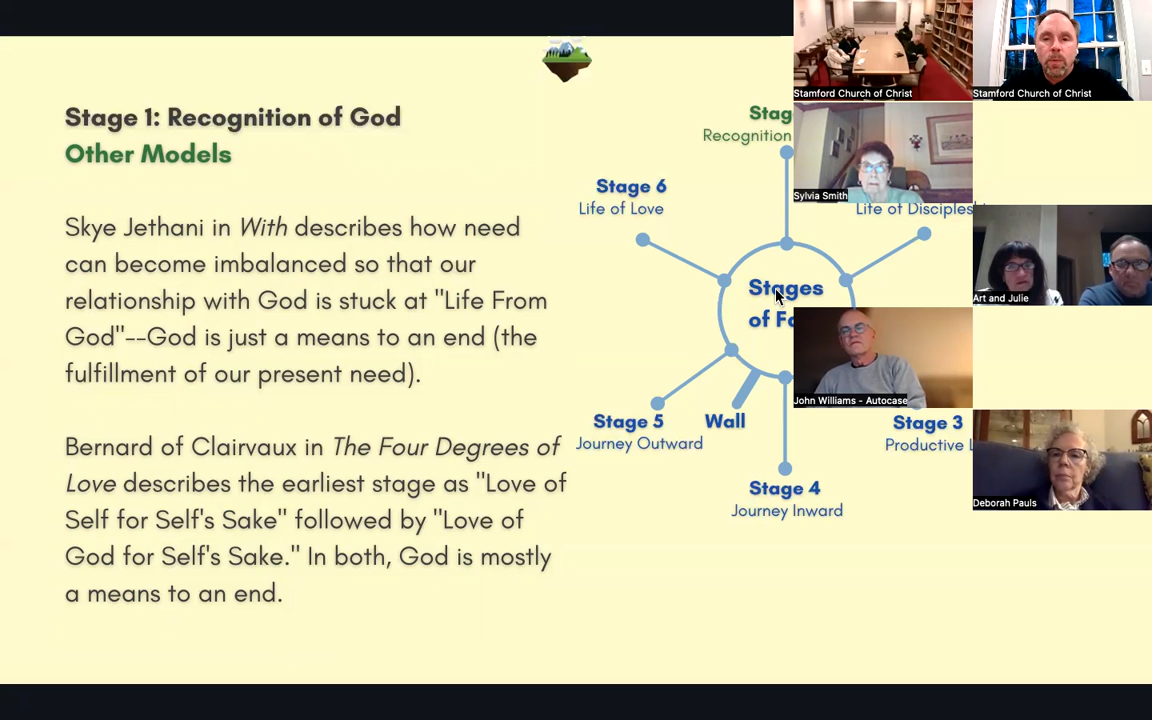 Stage 1: Recognition of God
Other Models
Skye Jethani in With describes how need
can become imbalanced so that our
relationship with God is stuck at "Life From
God"--God is just a means to an end (the
fulfillment of our present need).
Bernard of Clairvaux in The Four Degrees of
Love describes the earliest stage as "Love of
Self for Self's Sake" followed by "Love of
God for Self's Sake." In both, God is mostly
a means to an end.
Recognition
Stage 6
Life of Love
Life of
Stages
of
Stage 5
Journey Outward
Wall
Stage 4
Journey Inward
Stage 3
Productive
Stamford Church of Christ
Stamford Church of Christ
Sylvia Smith
Art and Julie
John Williams - Autocase
Deborah Pauls